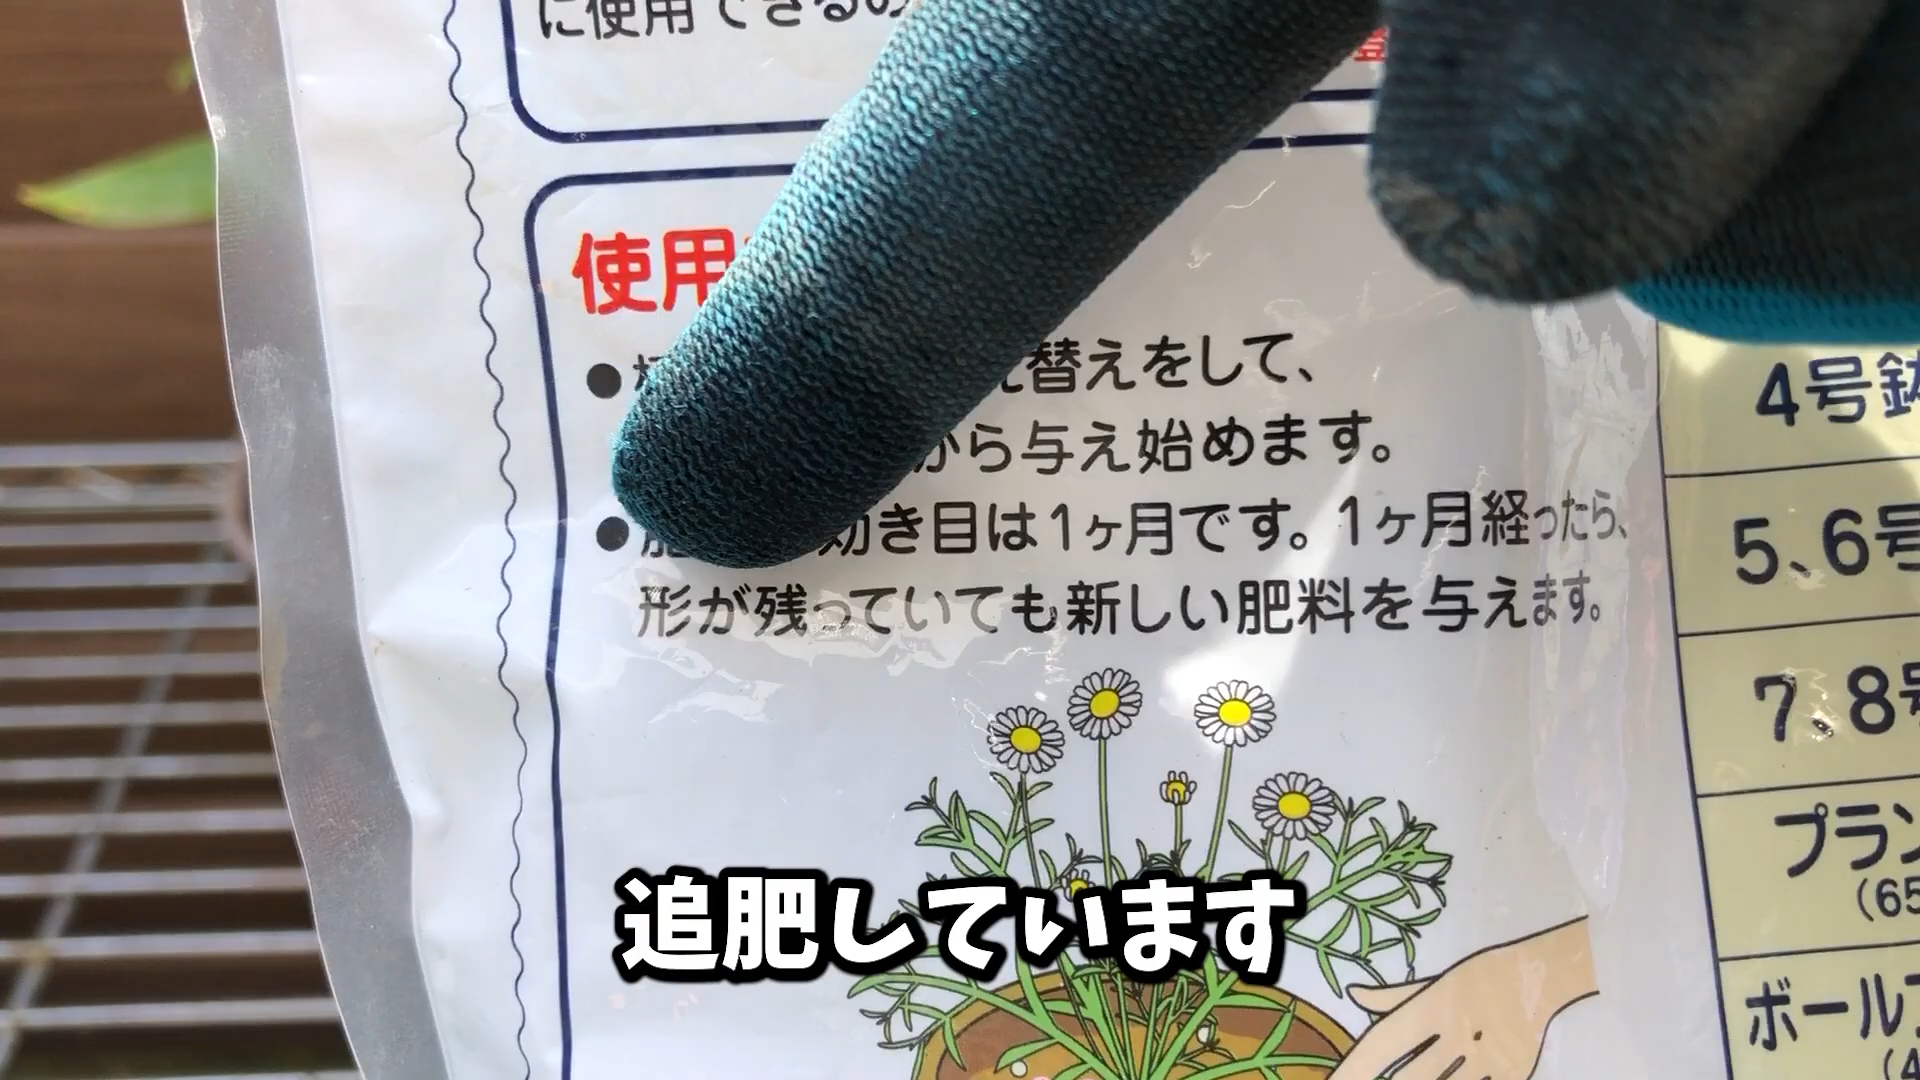 に使用できるの
使用
替えをして、
から与え始めます。
効き目は1ヶ月です。1ヶ月経ったら、
形が残っていても新しい肥料を与えます。
4号鉢
5、6号
7、8号
プラン
(65
ボール
(4
追肥しています